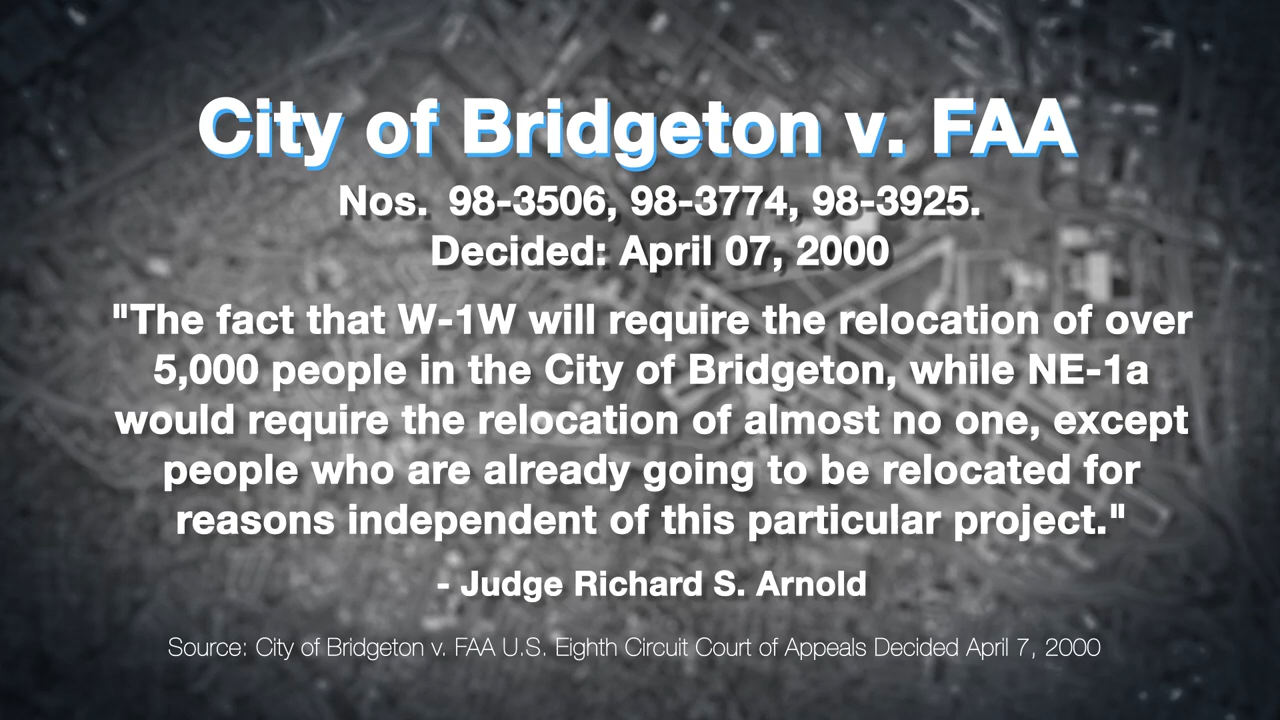 City of Bridgeton v. FAA
Nos. 98-3506, 98-3774, 98-3925.
Decided: April 07, 2000
"The fact that W-1W will require the relocation of over
5,000 people in the City of Bridgeton, while NE-1a
would require the relocation of almost no one, except
people who are already going to be relocated for
reasons independent of this particular project."
- Judge Richard S. Arnold
Source: City of Bridgeton v. FAA U.S. Eighth Circuit Court of Appeals Decided April 7, 2000